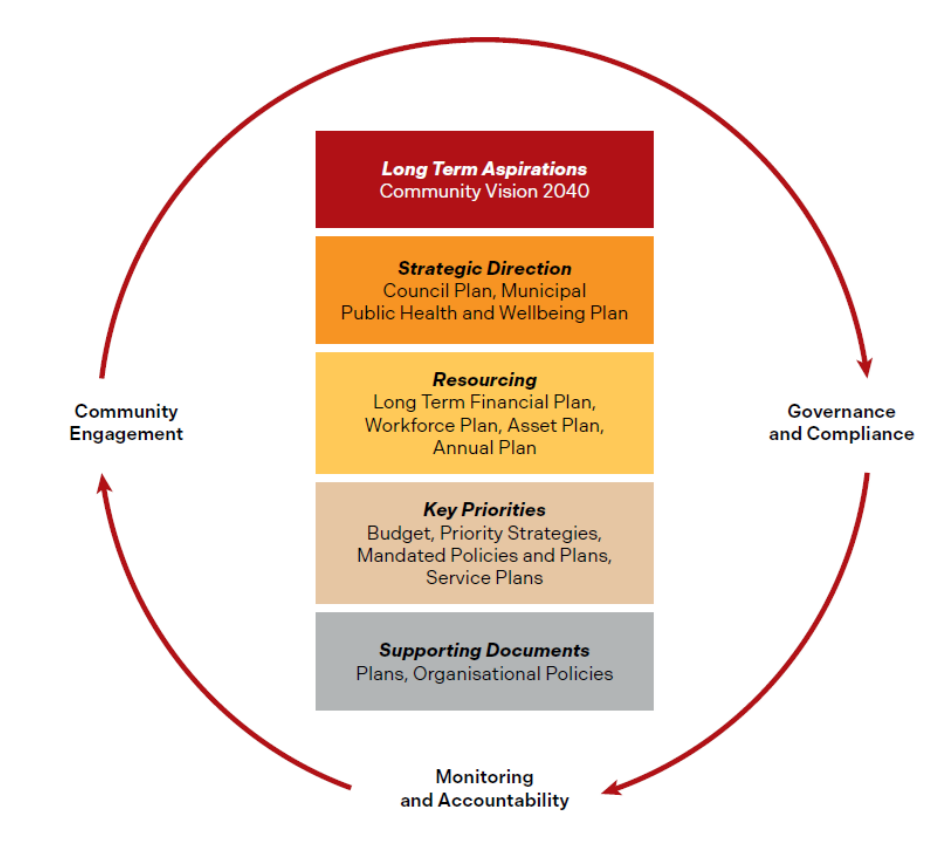 Long Term Aspirations
Community Vision 2040
Strategic Direction
Council Plan, Municipal
Public Health and Wellbeing Plan
Resourcing
Long Term Financial Plan,
Workforce Plan, Asset Plan,
Annual Plan
Community
Engagement
Governance
and Compliance
Key Priorities
Budget, Priority Strategies,
Mandated Policies and Plans,
Service Plans
Supporting Documents
Plans, Organisational Policies
Monitoring
and Accountability